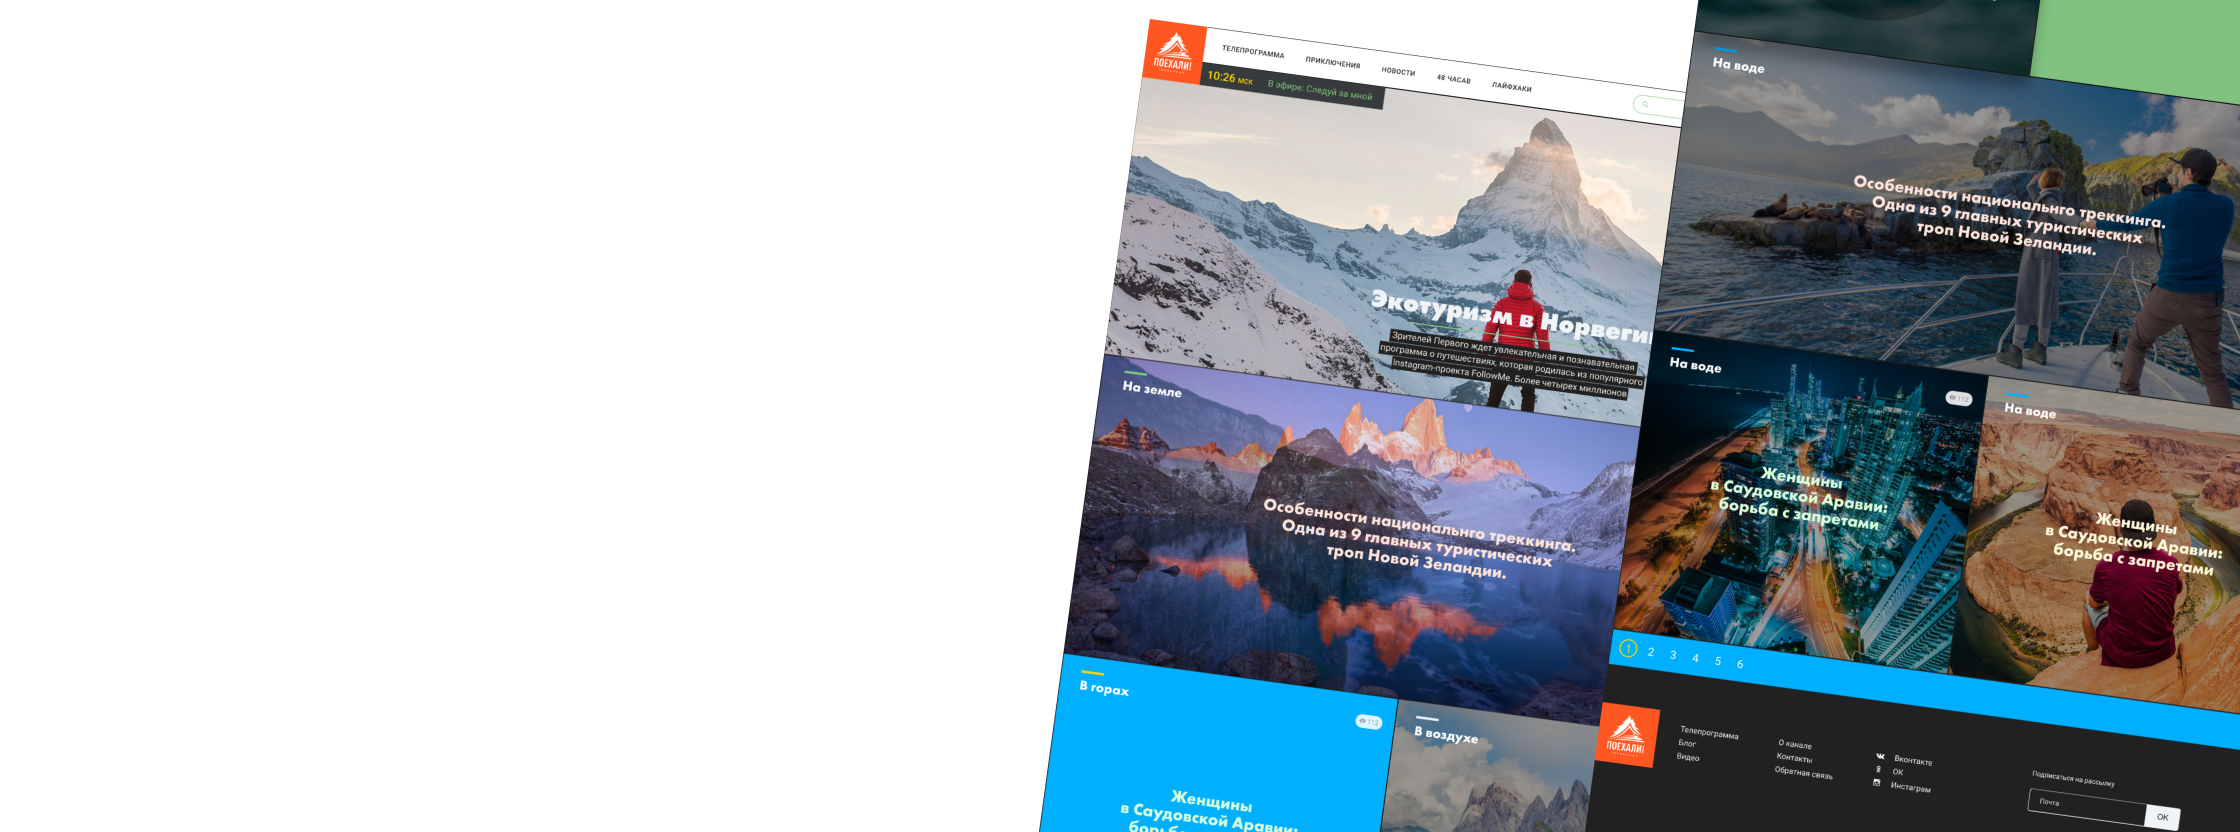 ПОЕХАЛИ!
ТЕЛЕПРОГРАММА
ПРИКЛЮЧЕНИЯ
НОВОСТИ
48 ЧАСАВ
ЛАЙФХАКИ
10:26 МСК
В эфире: Следуй за мной
Экотуризм в Норвеги
Зрителей Первого ждет увлекательная и познавательная
программа о путешествиях, которая родилась из популярного
Instagram-проекта FollowMe. Более четырех миллионов
На земле
Особенности национальнго треккинга.
Одна из 9 главных туристических
троп Новой Зеландии.
В горах
112
Женщины
в Саудовской Аравии:
В воздухе
На воде
Особенности национальнго треккинга.
Одна из 9 главных туристических
троп Новой Зеландии.
На воде
112
Женщины
в Саудовской Аравии:
борьба с запретами
На воде
Женщины
в Саудовской Аравии:
борьба с запретами
1 2 3 4 5 6
ПОЕХАЛИ!
Телепрограмма
Блог
Видео
О канале
Контакты
Обратная связь
Вконтакте
ОК
Инстаграм
Подписаться на рассылку
Почта
ОК